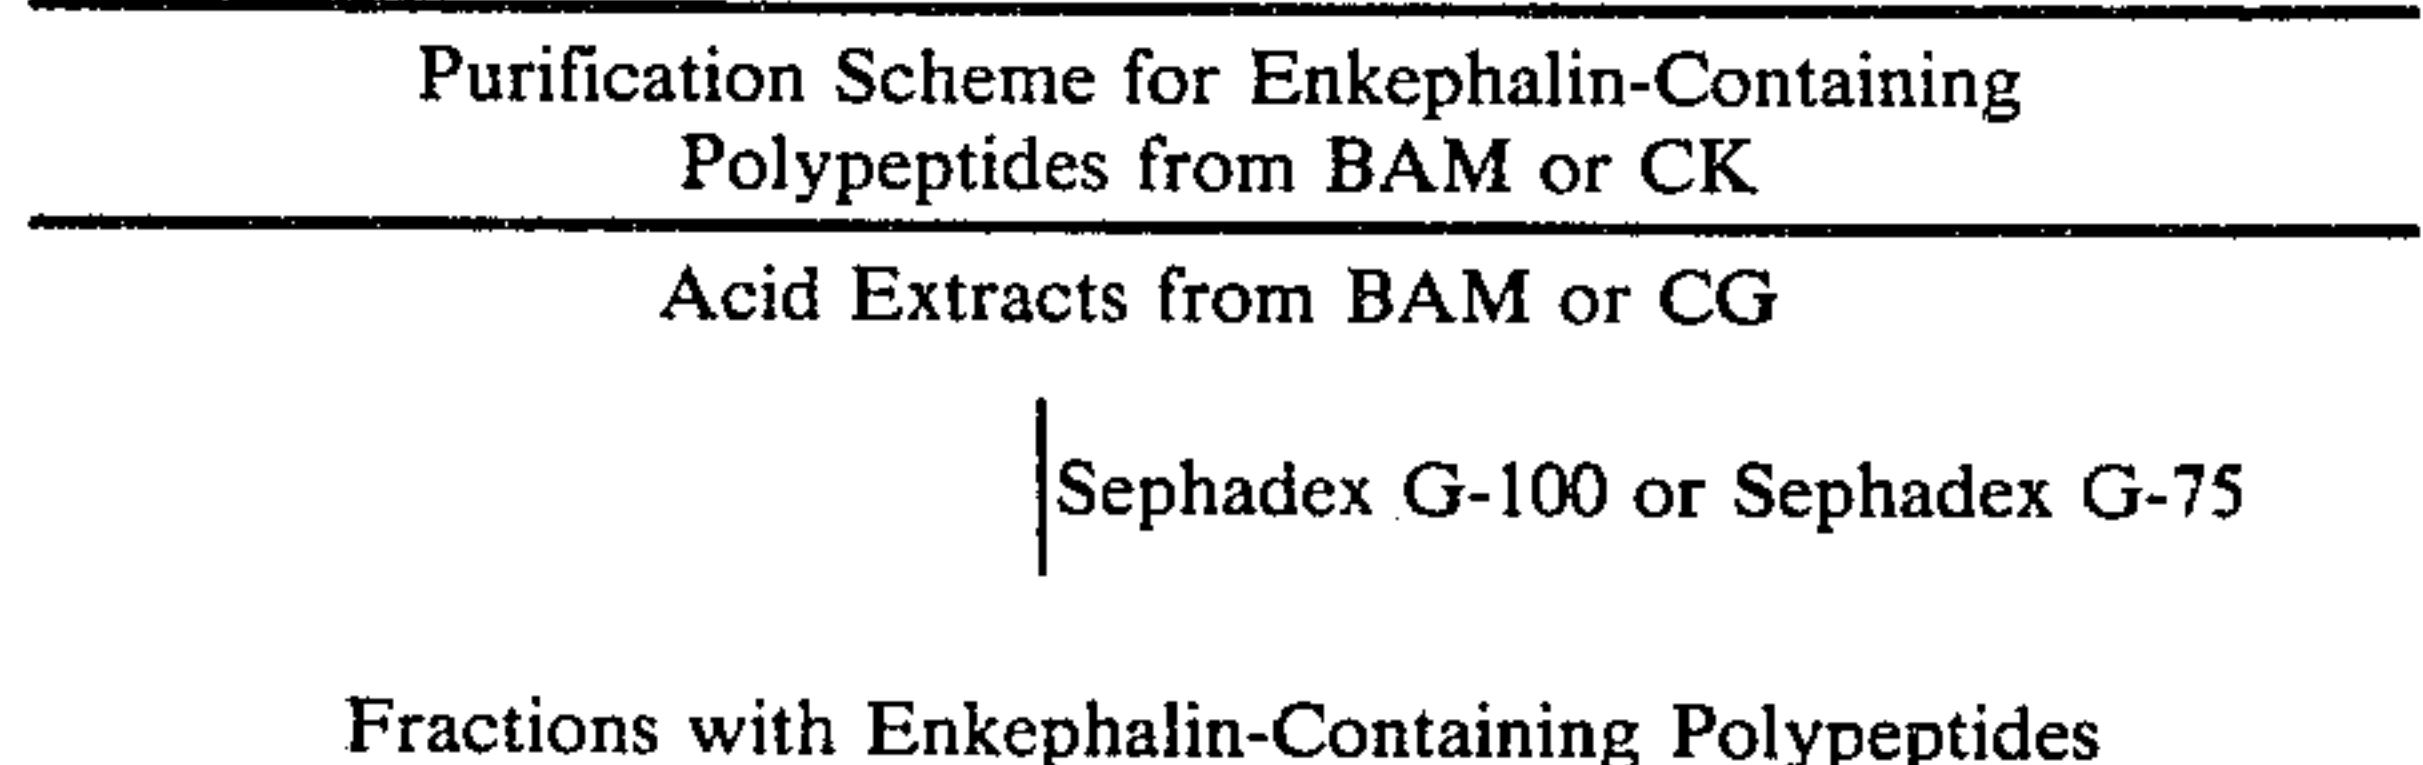 Purification Scheme for Enkephalin-Containing
Polypeptides from BAM or CK
Acid Extracts from BAM or CG
Sephadex G-100 or Sephadex G-75
Fractions with Enkephalin-Containing Polypeptides